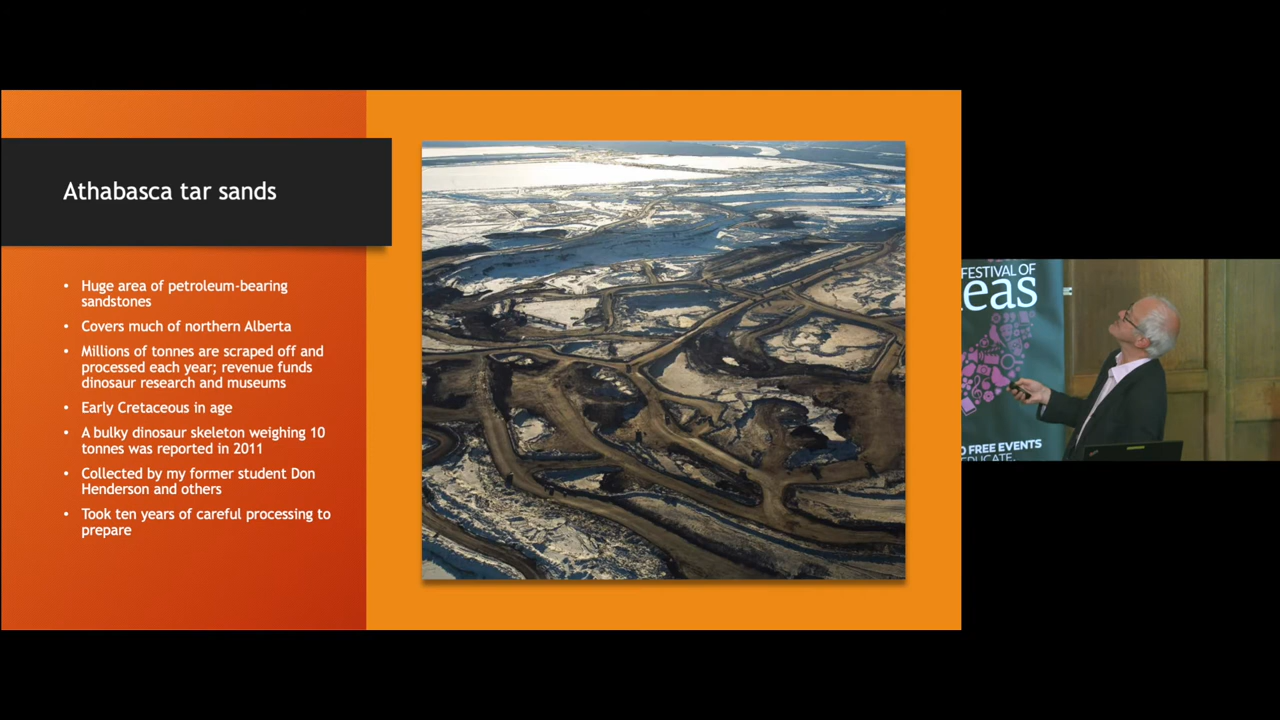 Athabasca tar sands
• Huge area of petroleum-bearing
sandstones
• Covers much of northern Alberta
• Millions of tonnes are scraped off and
processed each year; revenue funds
dinosaur research and museums
• Early Cretaceous in age
• A bulky dinosaur skeleton weighing 10
tonnes was reported in 2011
• Collected by my former student Don
Henderson and others
• Took ten years of careful processing to
prepare
FESTIVAL OF
eas
FREE EVENTS
EDUCATE.